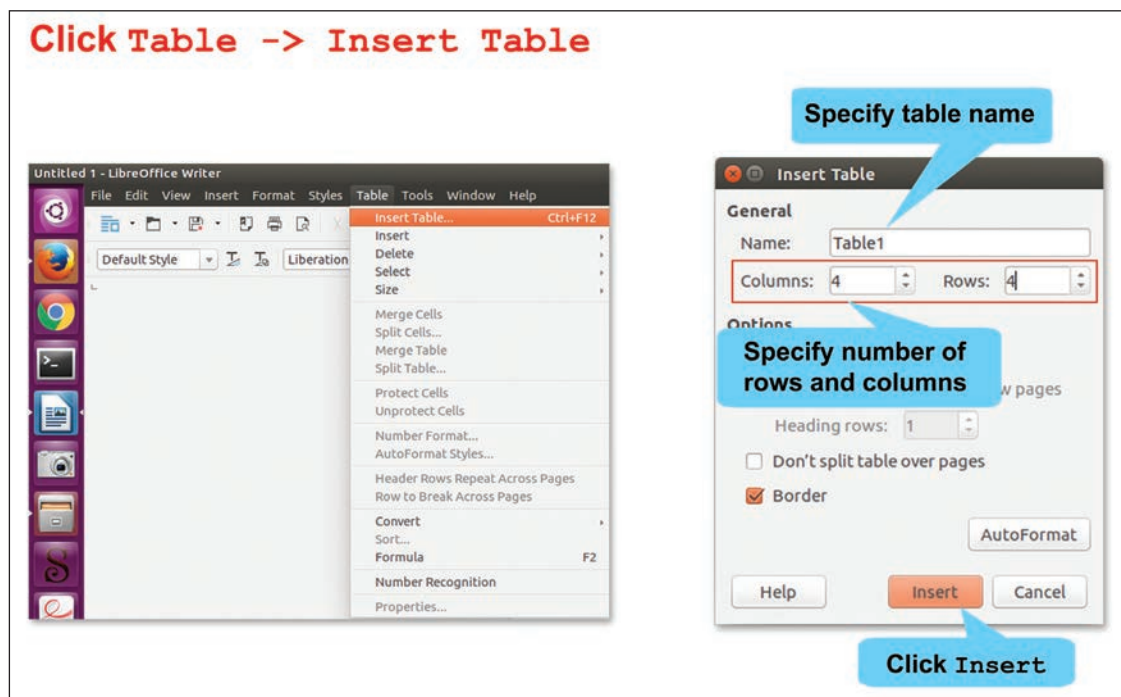 Click Table -> Insert Table
Untitled 1 - LibreOffice Writer
File Edit View Insert Format Styles Table Tools Window Help
Default Style
Liberation
Insert Table... Ctrl+F12
Insert
Delete
Select
Size
Merge Cells
Split Cells...
Merge Table
Split Table...
Protect Cells
Unprotect Cells
Number Format...
AutoFormat Styles...
Header Rows Repeat Across Pages
Row to Break Across Pages
Convert
Sort...
Formula F2
Number Recognition
Properties...
Specify table name
Insert Table
General
Name: Table1
Columns: 4 Rows: 4
Options
Specify number of
rows and columns
pages
Heading rows: 1
Don't split table over pages
Border
AutoFormat
Help Insert Cancel
Click Insert